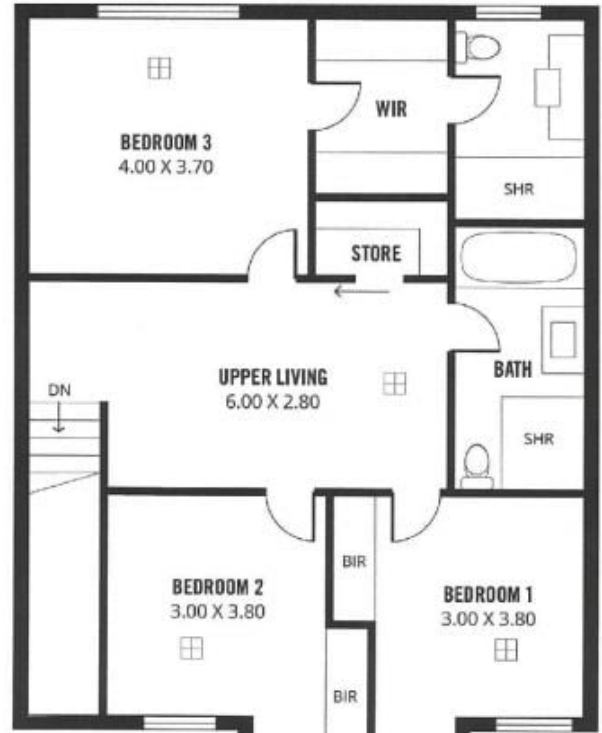 BEDROOM 3
4.00 X 3.70
WIR
SHR
STORE
UPPER LIVING
6.00 X 2.80
BATH
DN
SHR
BEDROOM 2
3.00 X 3.80
BIR
BEDROOM 1
3.00 X 3.80
BIR